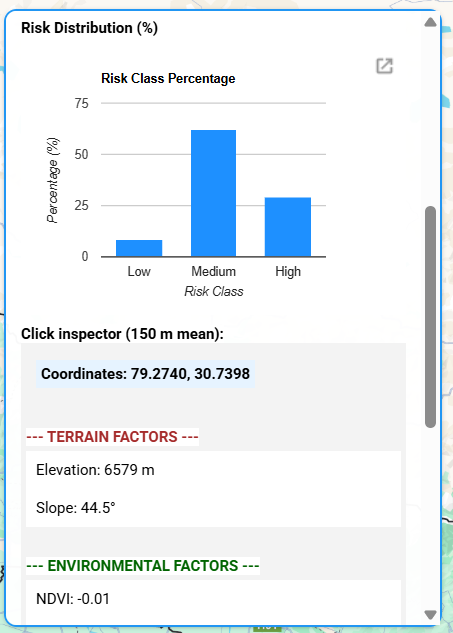 Risk Distribution (%)
Risk Class Percentage
75
50
25
0
Percentage (%)
Low Medium High
Risk Class
Click inspector (150 m mean):
Coordinates: 79.2740, 30.7398
--- TERRAIN FACTORS ---
Elevation: 6579 m
Slope: 44.5°
--- ENVIRONMENTAL FACTORS ---
NDVI: -0.01